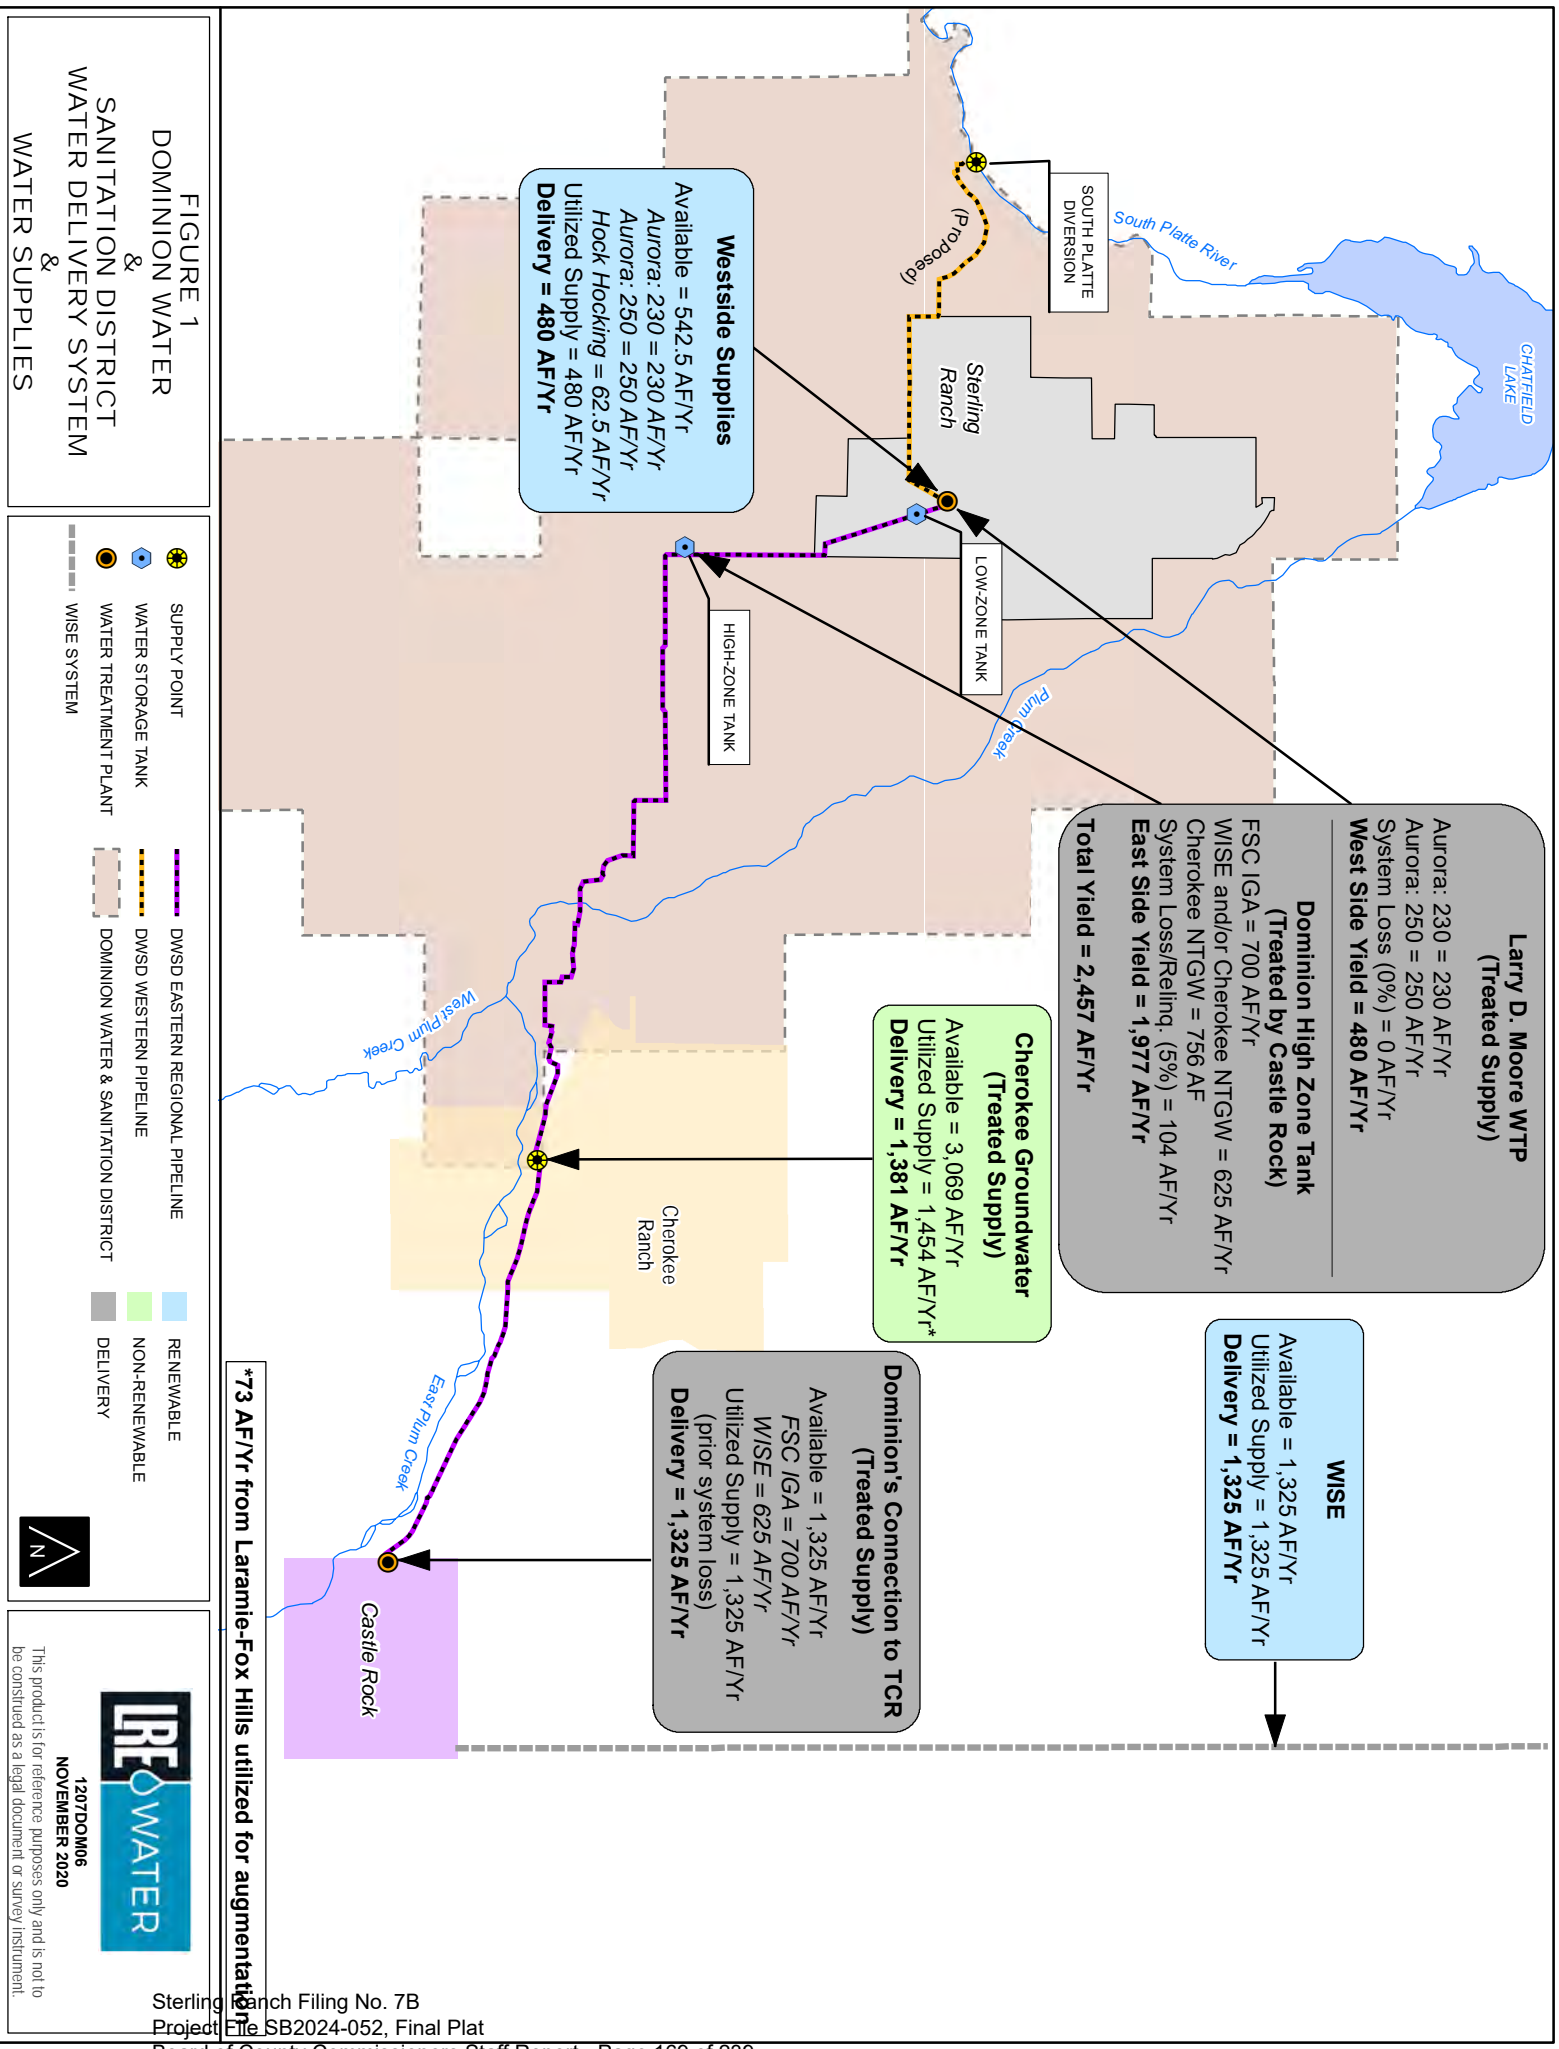 CHATFIELD
LAKE
South Platte River
SOUTH PLATTE
DIVERSION
(Proposed)
Sterling
Ranch
LOW-ZONE TANK
HIGH-ZONE TANK
Plum Creek
West Plum Creek
East Plum Creek
Cherokee
Ranch
Castle Rock
Westside Supplies
Available = 542.5 AF/Yr
Aurora: 230 = 230 AF/Yr
Aurora: 250 = 250 AF/Yr
Hock Hocking = 62.5 AF/Yr
Utilized Supply = 480 AF/Yr
Delivery = 480 AF/Yr
Larry D. Moore WTP
(Treated Supply)
Aurora: 230 = 230 AF/Yr
Aurora: 250 = 250 AF/Yr
System Loss (0%) = 0 AF/Yr
West Side Yield = 480 AF/Yr
Dominion High Zone Tank
(Treated by Castle Rock)
FSC IGA = 700 AF/Yr
WISE and/or Cherokee NTGW = 625 AF/Yr
Cherokee NTGW = 756 AF
System Loss/Relinq. (5%) = 104 AF/Yr
East Side Yield = 1,977 AF/Yr
Total Yield = 2,457 AF/Yr
Cherokee Groundwater
(Treated Supply)
Available = 3,069 AF/Yr
Utilized Supply = 1,454 AF/Yr*
Delivery = 1,381 AF/Yr
WISE
Available = 1,325 AF/Yr
Utilized Supply = 1,325 AF/Yr
Delivery = 1,325 AF/Yr
Dominion's Connection to TCR
(Treated Supply)
Available = 1,325 AF/Yr
FSC IGA = 700 AF/Yr
WISE = 625 AF/Yr
Utilized Supply = 1,325 AF/Yr
(prior system loss)
Delivery = 1,325 AF/Yr
*73 AF/Yr from Laramie-Fox Hills utilized for augmentation
FIGURE 1
DOMINION WATER
&
SANITATION DISTRICT
WATER DELIVERY SYSTEM
&
WATER SUPPLIES
SUPPLY POINT
WATER STORAGE TANK
WATER TREATMENT PLANT
WISE SYSTEM
DWSD EASTERN REGIONAL PIPELINE
DWSD WESTERN PIPELINE
DOMINION WATER & SANITATION DISTRICT
RENEWABLE
NON-RENEWABLE
DELIVERY
N
LRE WATER
1207DOM06
NOVEMBER 2020
This product is for reference purposes only and is not to
be construed as a legal document or survey instrument.
Sterling Ranch Filing No. 7B
Project File SB2024-052, Final Plat
Board of County Commissioners Staff Report - Page 169 of